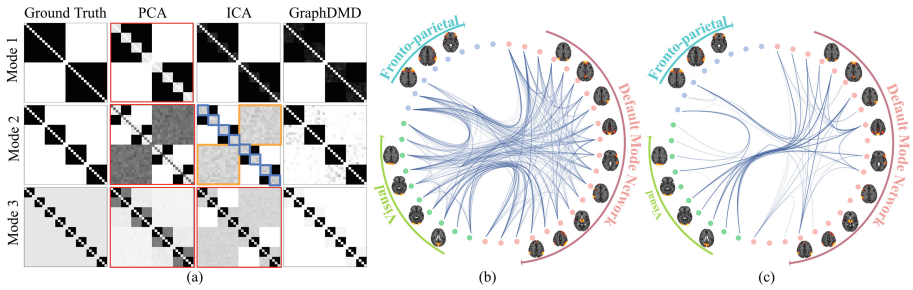 Ground Truth PCA ICA GraphDMD
Mode 1
Mode 2
Mode 3
(a)
Fronto-parietal
Default Mode Network
Visual
(b)
Fronto-parietal
Default Mode Network
Visual
(c)